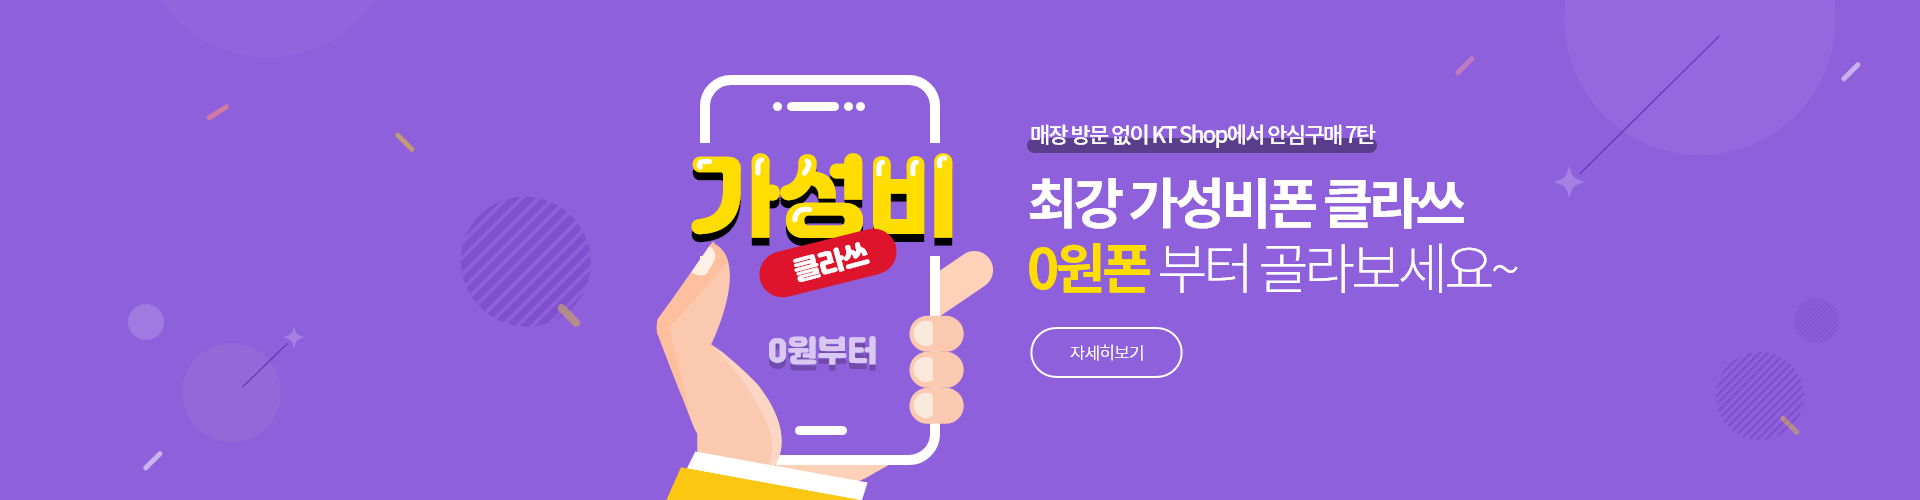 가성비
클라쓰
0원부터
매장 방문 없이 KT Shop에서 안심구매 7탄
최강 가성비폰 클라쓰
0원폰 부터 골라보세요~
자세히보기